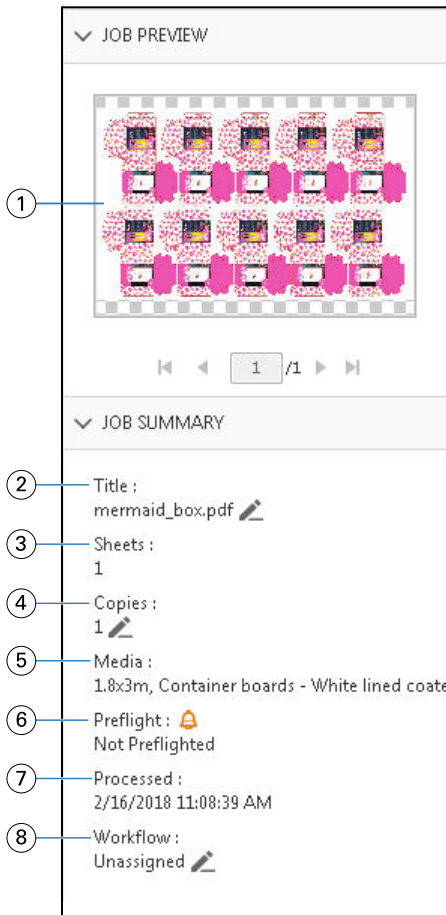 JOB PREVIEW
1
1 /1
JOB SUMMARY
2 Title :
mermaid_box.pdf
3 Sheets :
1
4 Copies :
1
5 Media :
1.8x3m, Container boards - White lined coate
6 Preflight :
Not Preflighted
7 Processed :
2/16/2018 11:08:39 AM
8 Workflow :
Unassigned